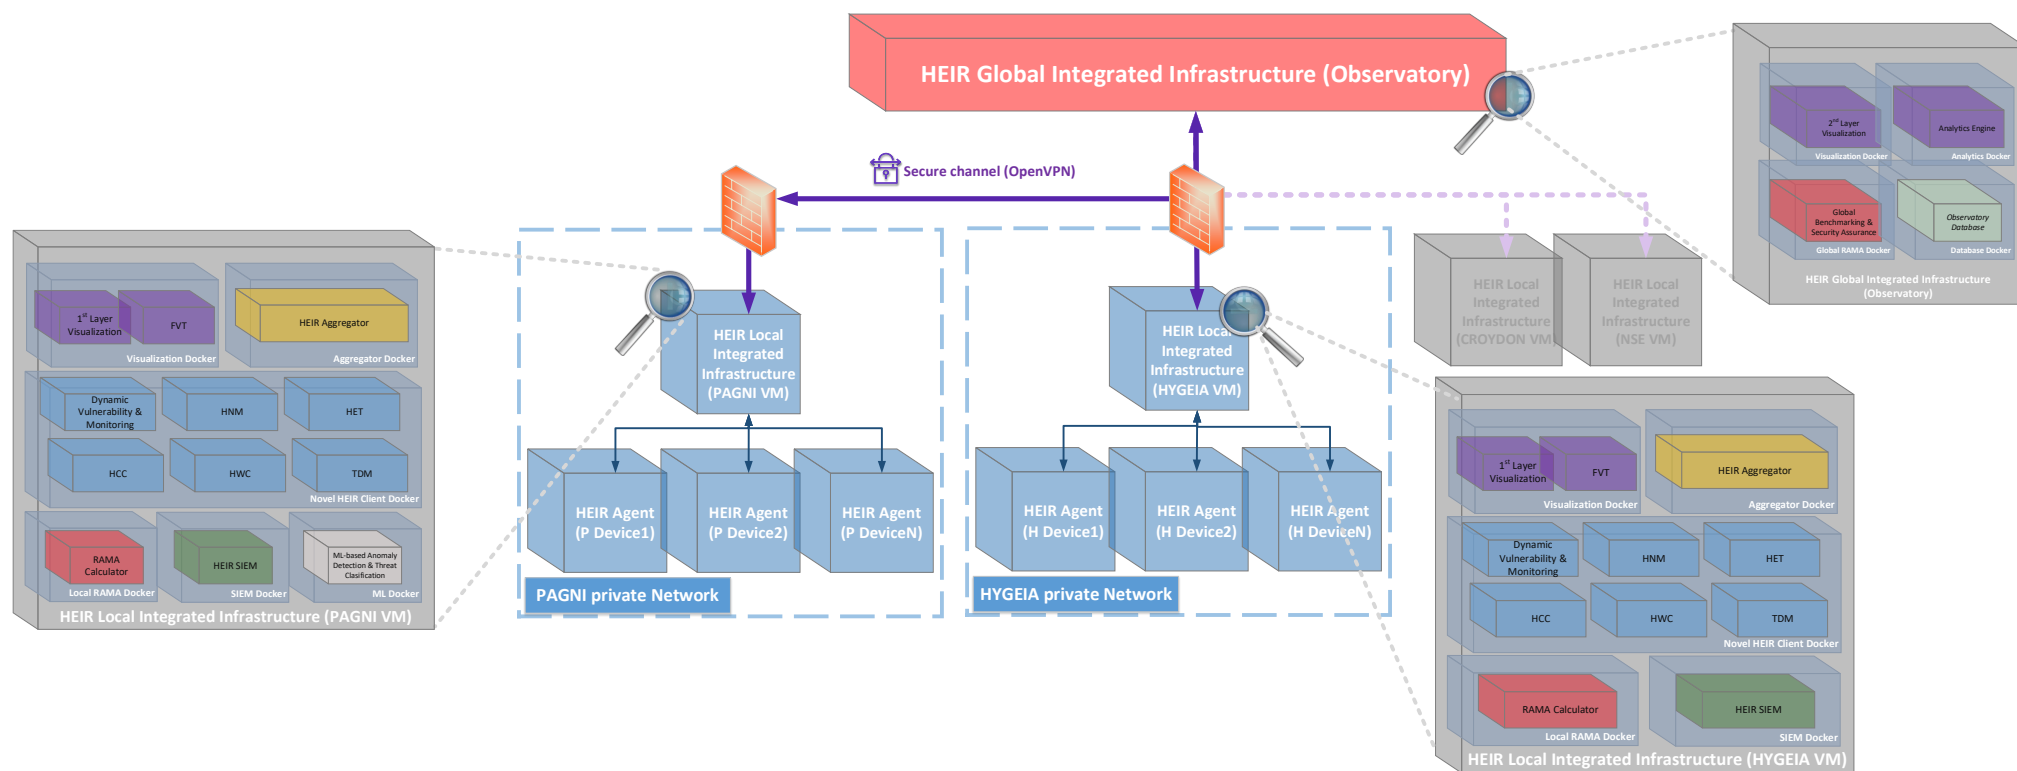 HEIR Global Integrated Infrastructure (Observatory)
Secure channel (OpenVPN)
2nd Layer
Visualization
Visualization Docker
Analytics Engine
Analytics Docker
Global
Benchmarking &
Security Assurance
Global RAMA Docker
Observatory
Database
Database Docker
HEIR Global Integrated Infrastructure
(Observatory)
1st Layer
Visualization
FVT
Visualization Docker
HEIR Aggregator
Aggregator Docker
Dynamic
Vulnerability &
Monitoring
HNM
HET
HCC
HWC
TDM
Novel HEIR Client Docker
RAMA
Calculator
Local RAMA Docker
HEIR SIEM
SIEM Docker
ML-based Anomaly
Detection & Threat
Clasification
ML Docker
HEIR Local Integrated Infrastructure (PAGNI VM)
HEIR Local
Integrated
Infrastructure
(PAGNI VM)
HEIR Agent
(P Device1)
HEIR Agent
(P Device2)
HEIR Agent
(P DeviceN)
PAGNI private Network
HEIR Local
Integrated
Infrastructure
(HYGEIA VM)
HEIR Agent
(H Device1)
HEIR Agent
(H Device2)
HEIR Agent
(H DeviceN)
HYGEIA private Network
HEIR Local
Integrated
Infrastructure
(CROYDON VM)
HEIR Local
Integrated
Infrastructure
(NSE VM)
1st Layer
Visualization
FVT
Visualization Docker
HEIR Aggregator
Aggregator Docker
Dynamic
Vulnerability &
Monitoring
HNM
HET
HCC
HWC
TDM
Novel HEIR Client Docker
RAMA Calculator
Local RAMA Docker
HEIR SIEM
SIEM Docker
HEIR Local Integrated Infrastructure (HYGEIA VM)